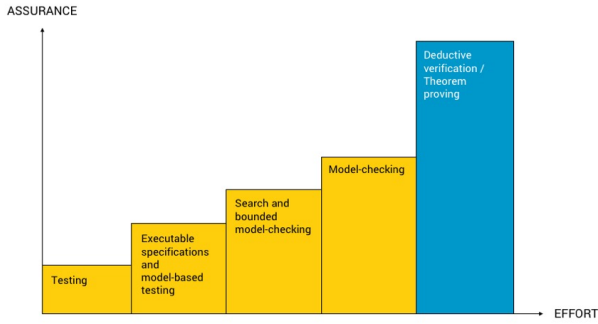 ASSURANCE
Deductive
verification /
Theorem
proving
Model-checking
Search and
bounded
model-checking
Executable
specifications
and
model-based
testing
Testing
EFFORT